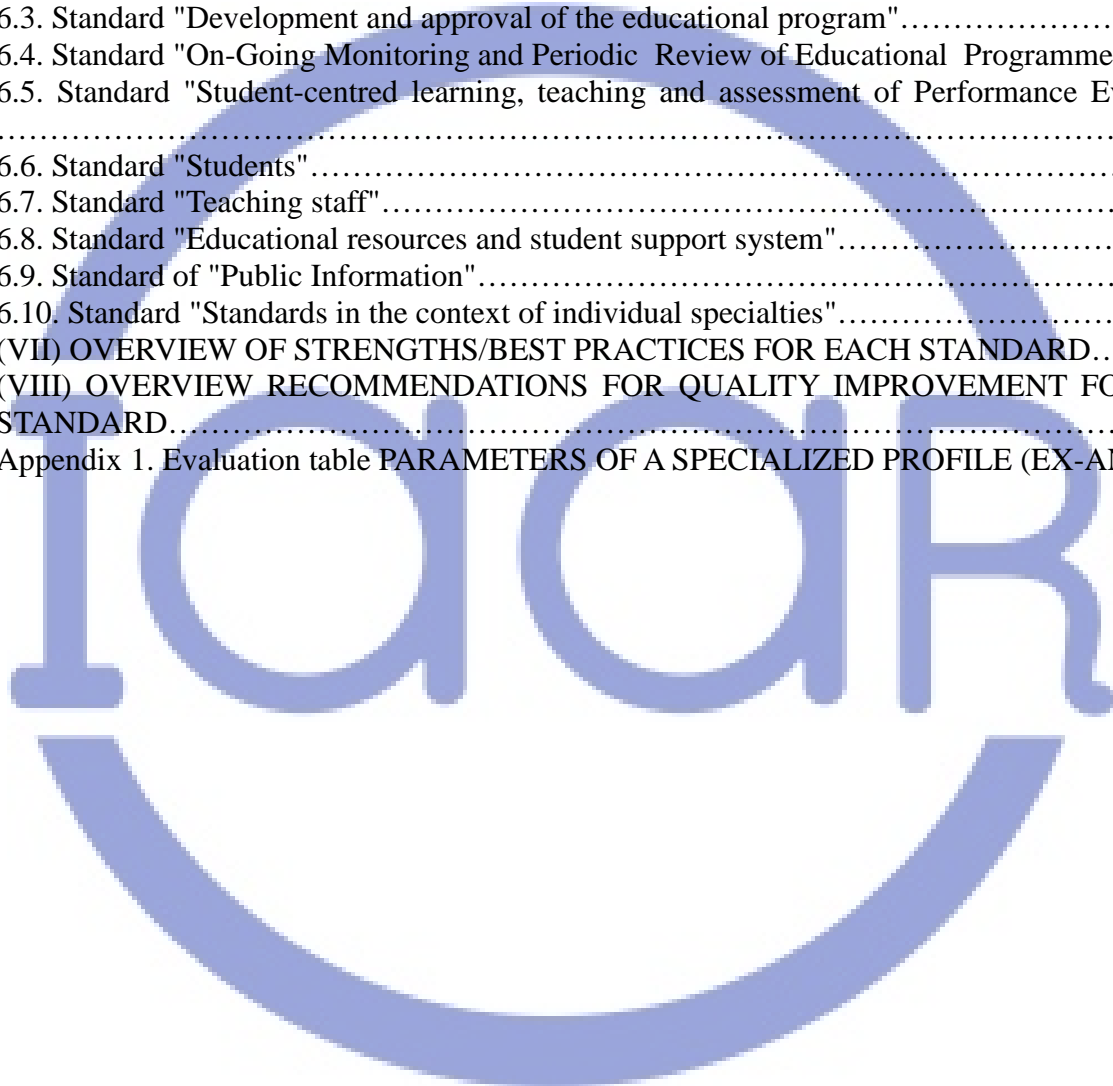 6.3. Standard "Development and approval of the educational program"……………………
6.4. Standard "On-Going Monitoring and Periodic Review of Educational Programme
6.5. Standard "Student-centred learning, teaching and assessment of Performance
………………………………………………………………………………………………
6.6. Standard "Students"………………………………………………………………………
6.7. Standard "Teaching staff"…………………………………………………………………
6.8. Standard "Educational resources and student support system"…………………………
6.9. Standard of "Public Information"…………………………………………………………
6.10. Standard "Standards in the context of individual specialties"…………………………
(VII) OVERVIEW OF STRENGTHS/BEST PRACTICES FOR EACH STANDARD…
(VIII) OVERVIEW RECOMMENDATIONS FOR QUALITY IMPROVEMENT
STANDARD……………………………………………………………………………………
Appendix 1. Evaluation table PARAMETERS OF A SPECIALIZED PROFILE
IaaR